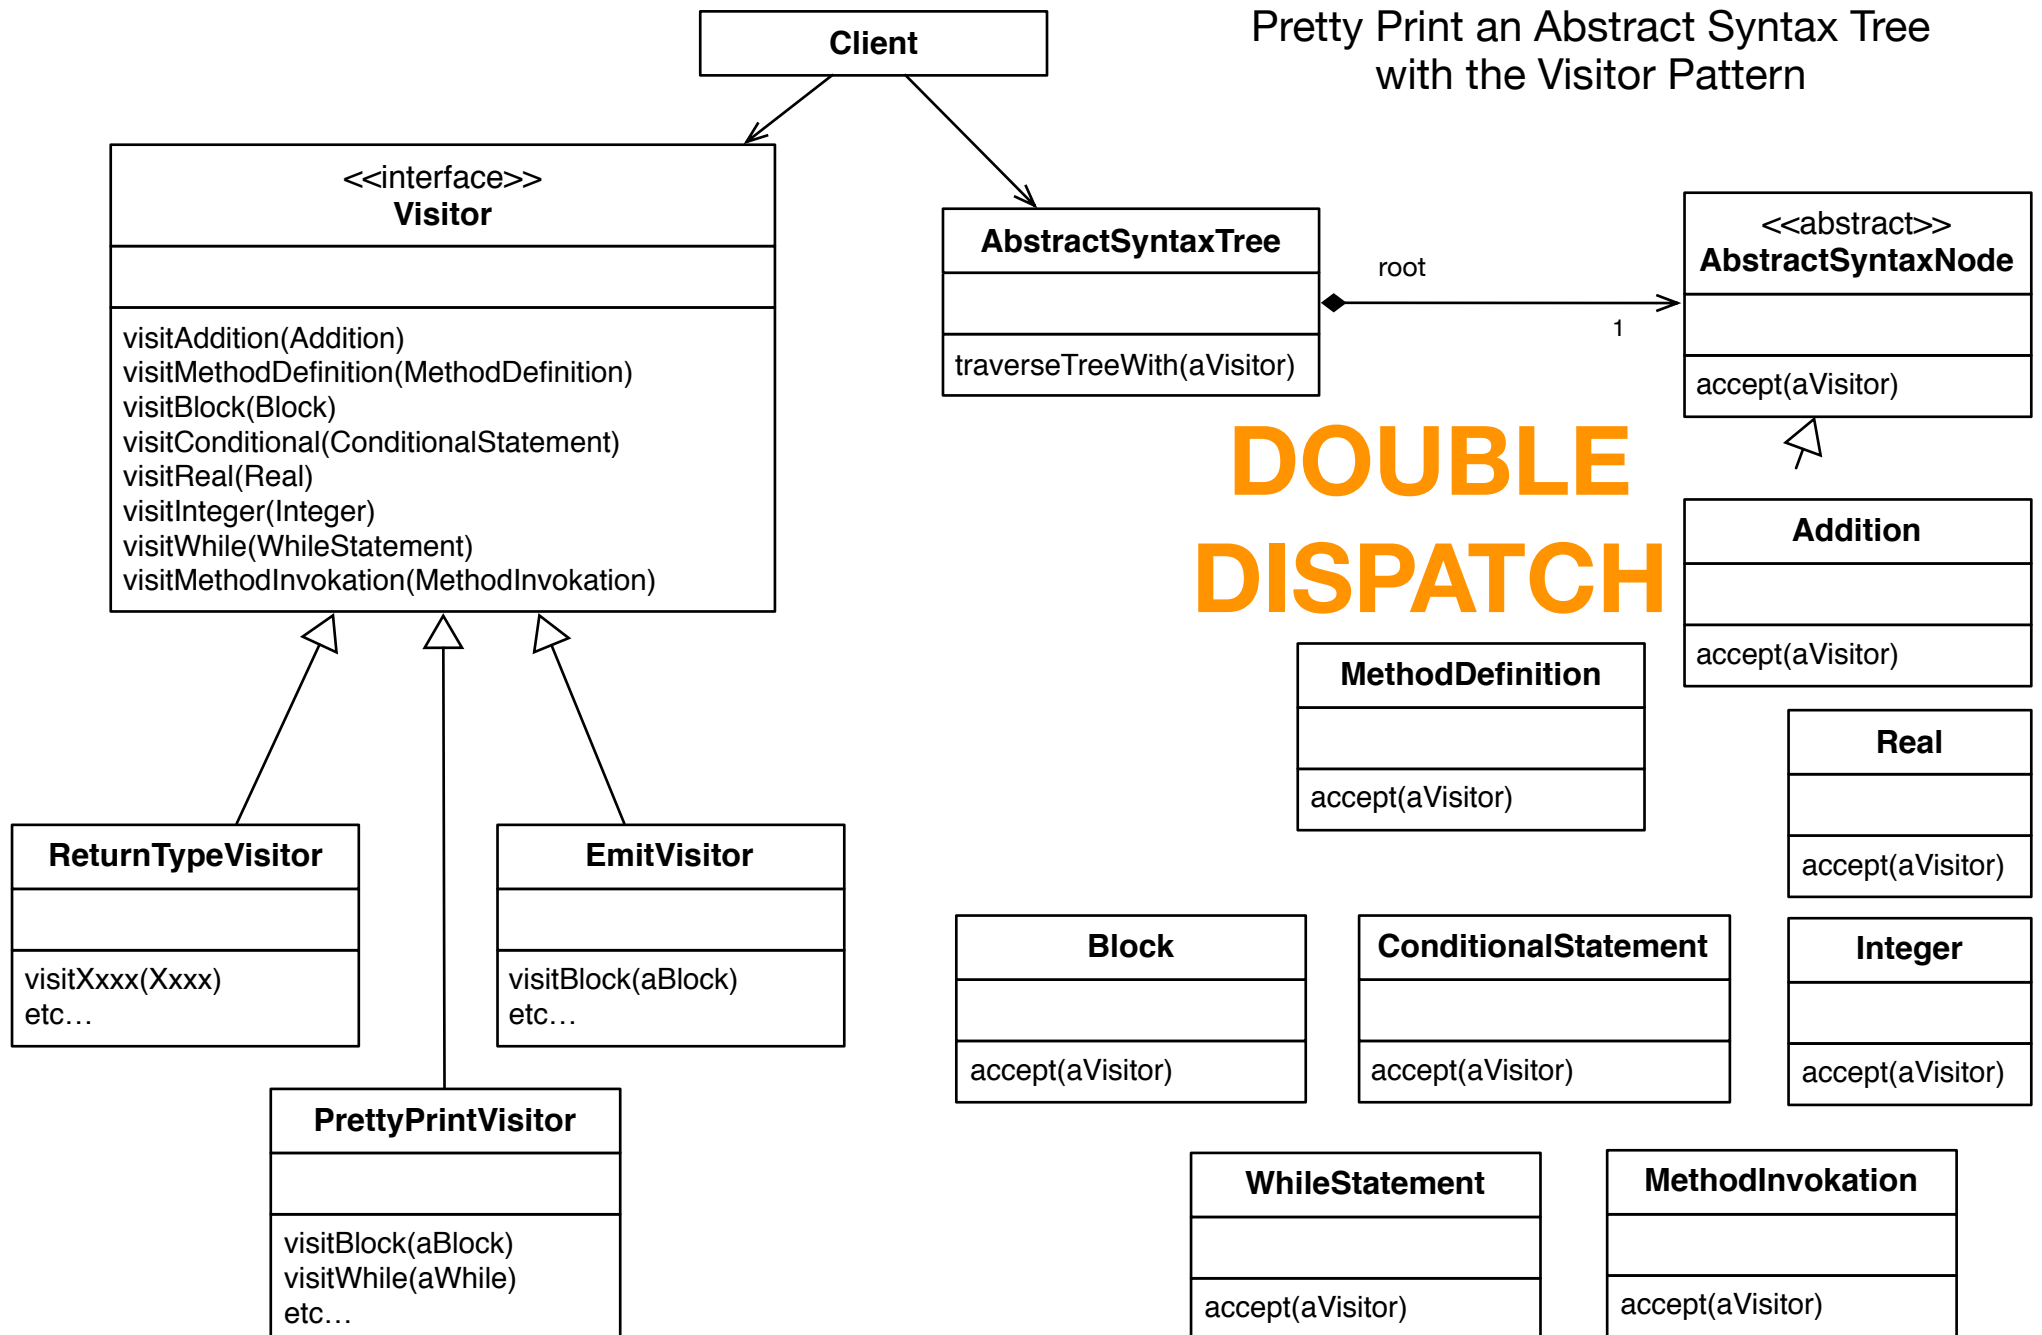 Client
Pretty Print an Abstract Syntax Tree
with the Visitor Pattern
<<interface>>
Visitor
visitAddition(Addition)
visitMethodDefinition(MethodDefinition)
visitBlock(Block)
visitConditional(ConditionalStatement)
visitReal(Real)
visitInteger(Integer)
visitWhile(WhileStatement)
visitMethodInvokation(MethodInvokation)
AbstractSyntaxTree
traverseTreeWith(aVisitor)
root
1
<<abstract>>
AbstractSyntaxNode
accept(aVisitor)
DOUBLE
DISPATCH
Addition
accept(aVisitor)
MethodDefinition
accept(aVisitor)
Real
accept(aVisitor)
ReturnTypeVisitor
visitXxxx(Xxxx)
etc…
EmitVisitor
visitBlock(aBlock)
etc…
Block
accept(aVisitor)
ConditionalStatement
accept(aVisitor)
Integer
accept(aVisitor)
PrettyPrintVisitor
visitBlock(aBlock)
visitWhile(aWhile)
etc…
WhileStatement
accept(aVisitor)
MethodInvokation
accept(aVisitor)